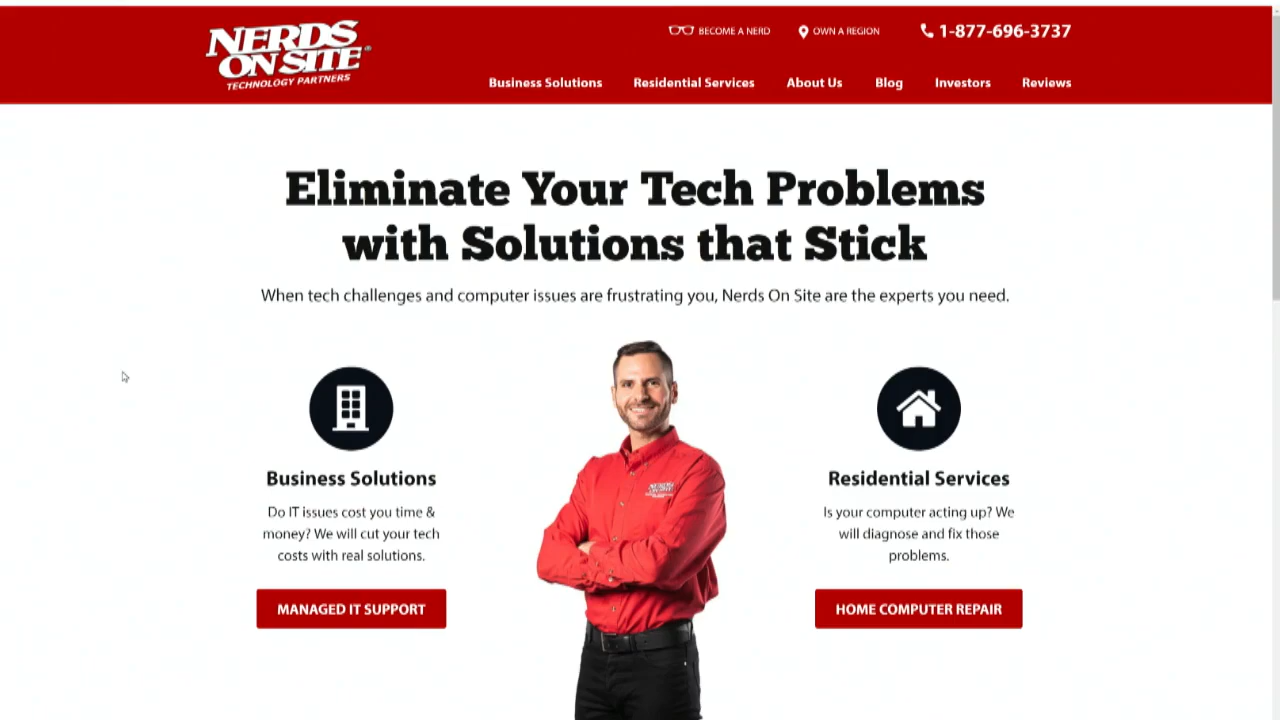 NERDS
ON SITE®
TECHNOLOGY PARTNERS
BECOME A NERD
OWN A REGION
1-877-696-3737
Business Solutions
Residential Services
About Us
Blog
Investors
Reviews
Eliminate Your Tech Problems
with Solutions that Stick
When tech challenges and computer issues are frustrating you, Nerds On Site are the experts you need.
Business Solutions
Do IT issues cost you time &
money? We will cut your tech
costs with real solutions.
MANAGED IT SUPPORT
NERDS
ON SITE
Residential Services
Is your computer acting up? We
will diagnose and fix those
problems.
HOME COMPUTER REPAIR